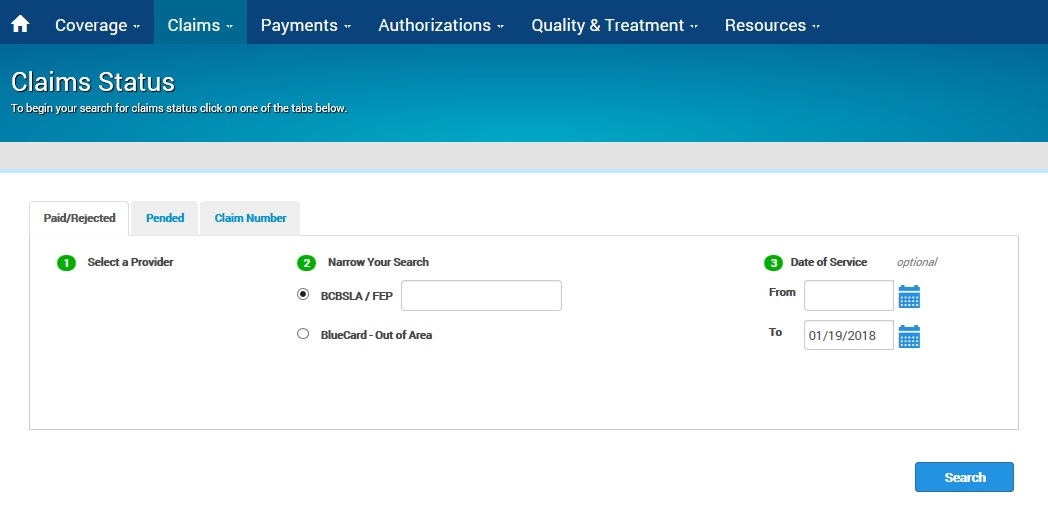 Coverage Claims Payments Authorizations Quality & Treatment Resources
Claims Status
To begin your search for claims status click on one of the tabs below.
Paid/Rejected Pended Claim Number
1 Select a Provider
2 Narrow Your Search
BCBSLA / FEP
BlueCard - Out of Area
3 Date of Service optional
From
To 01/19/2018
Search